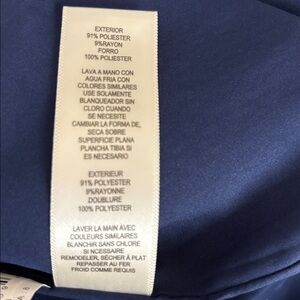 EXTERIOR
91% POLIESTER
9%RAYON
FORRO
100% POLIESTER
LAVA A MANO CON
AGUA FRIA CON
COLORES SIMILARES
USE SOLAMENTE
BLANQUEADOR SIN
CLORO CUANDO
SE NECESITE
CAMBIAR LA FORMA DE,
SECA SOBRE
SUPERFICIE PLANA
PLANCHA TIBIA SI
ES NECESARIO
EXTERIEUR
91% POLYESTER
9%RAYONNE
DOUBLURE
100% POLYESTER
LAVER LA MAIN AVEC
COULEURS SIMILAIRES
BLANCHIR SANS CHLORE
SI NCESSAIRE
REMODELER, SÉCHER À PLAT
REPASSER AU FER
FROID COMME REQUIS